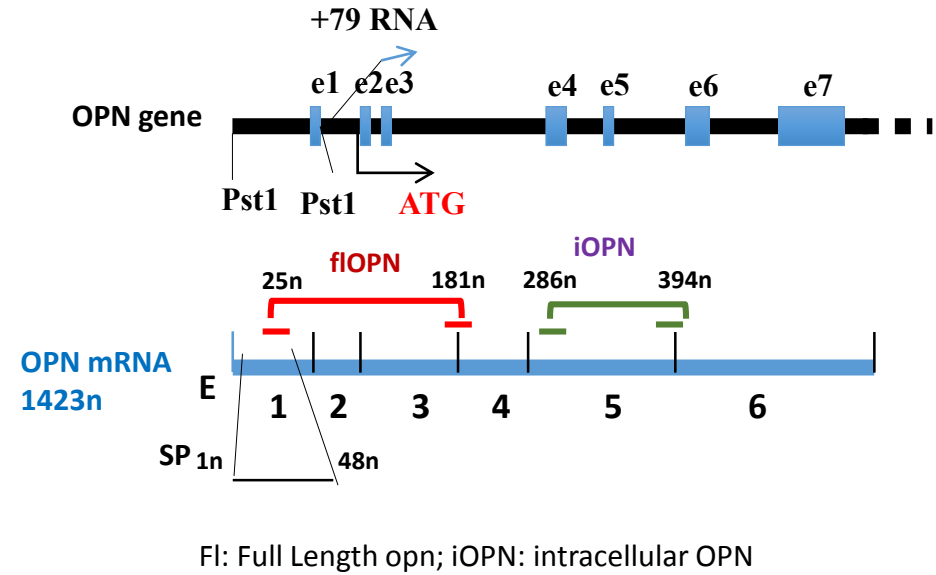 +79 RNA
e1 e2 e3 e4 e5 e6 e7
OPN gene
Pst1 Pst1 ATG
flOPN iOPN
25n 181n 286n 394n
OPN mRNA
1423n
E 1 2 3 4 5 6
SP 1n 48n
Fl: Full Length opn; iOPN: intracellular OPN